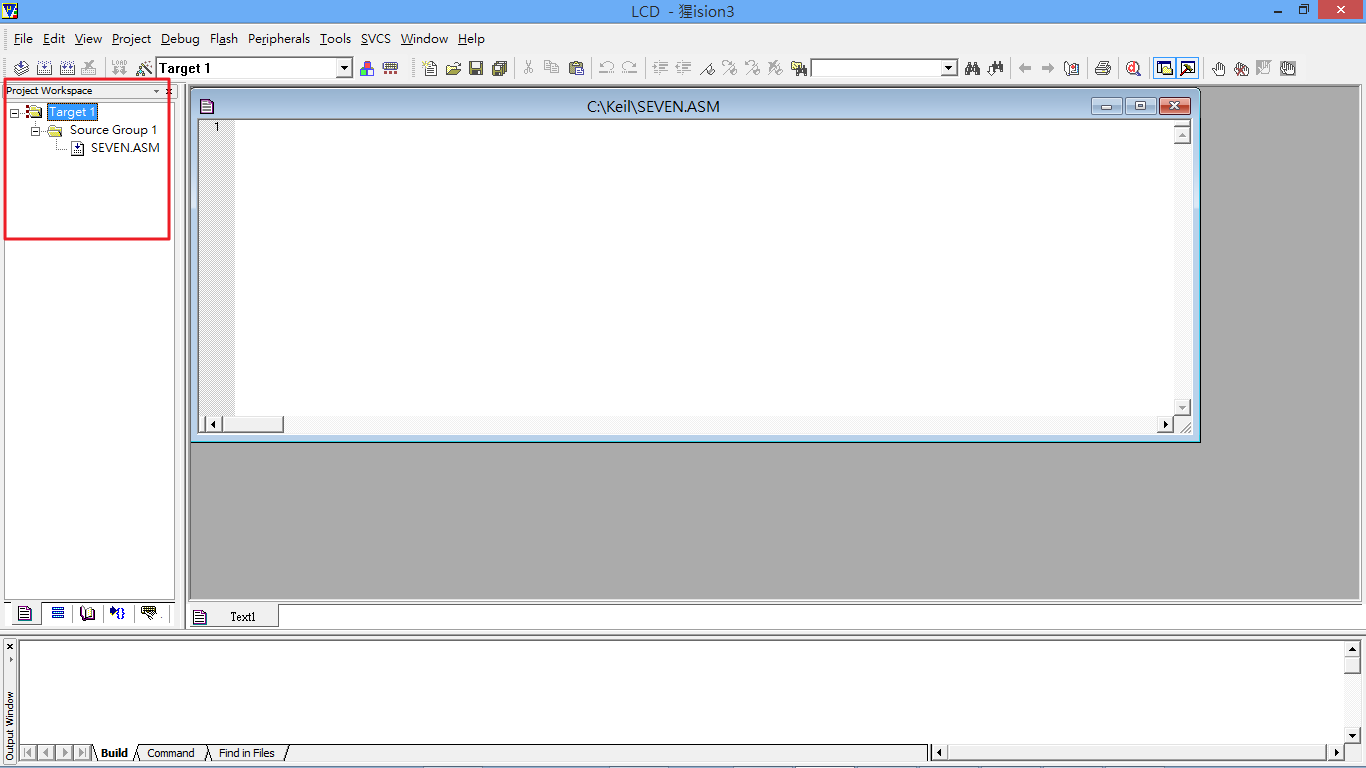 LCD - 猩ision3
File Edit View Project Debug Flash Peripherals Tools SVCS Window Help
LOAD Target 1
Project Workspace
Target 1
Source Group 1
SEVEN.ASM
C:\Keil\SEVEN.ASM
1
Text1
Output Window
Build Command Find in Files